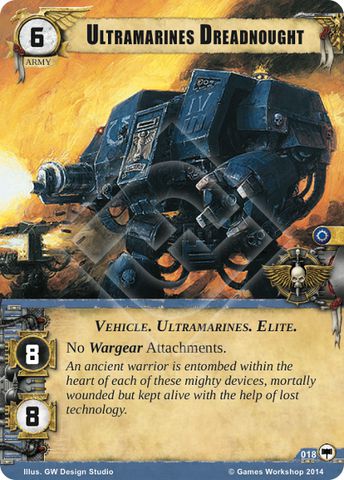 6
ULTRAMARINES DREADNOUGHT
ARMY
VEHICLE. ULTRAMARINES. ELITE.
8
No Wargear Attachments.
An ancient warrior is entombed within the
heart of each of these mighty devices, mortally
wounded but kept alive with the help of lost
technology.
8
018
Illus. GW Design Studio
© Games Workshop 2014